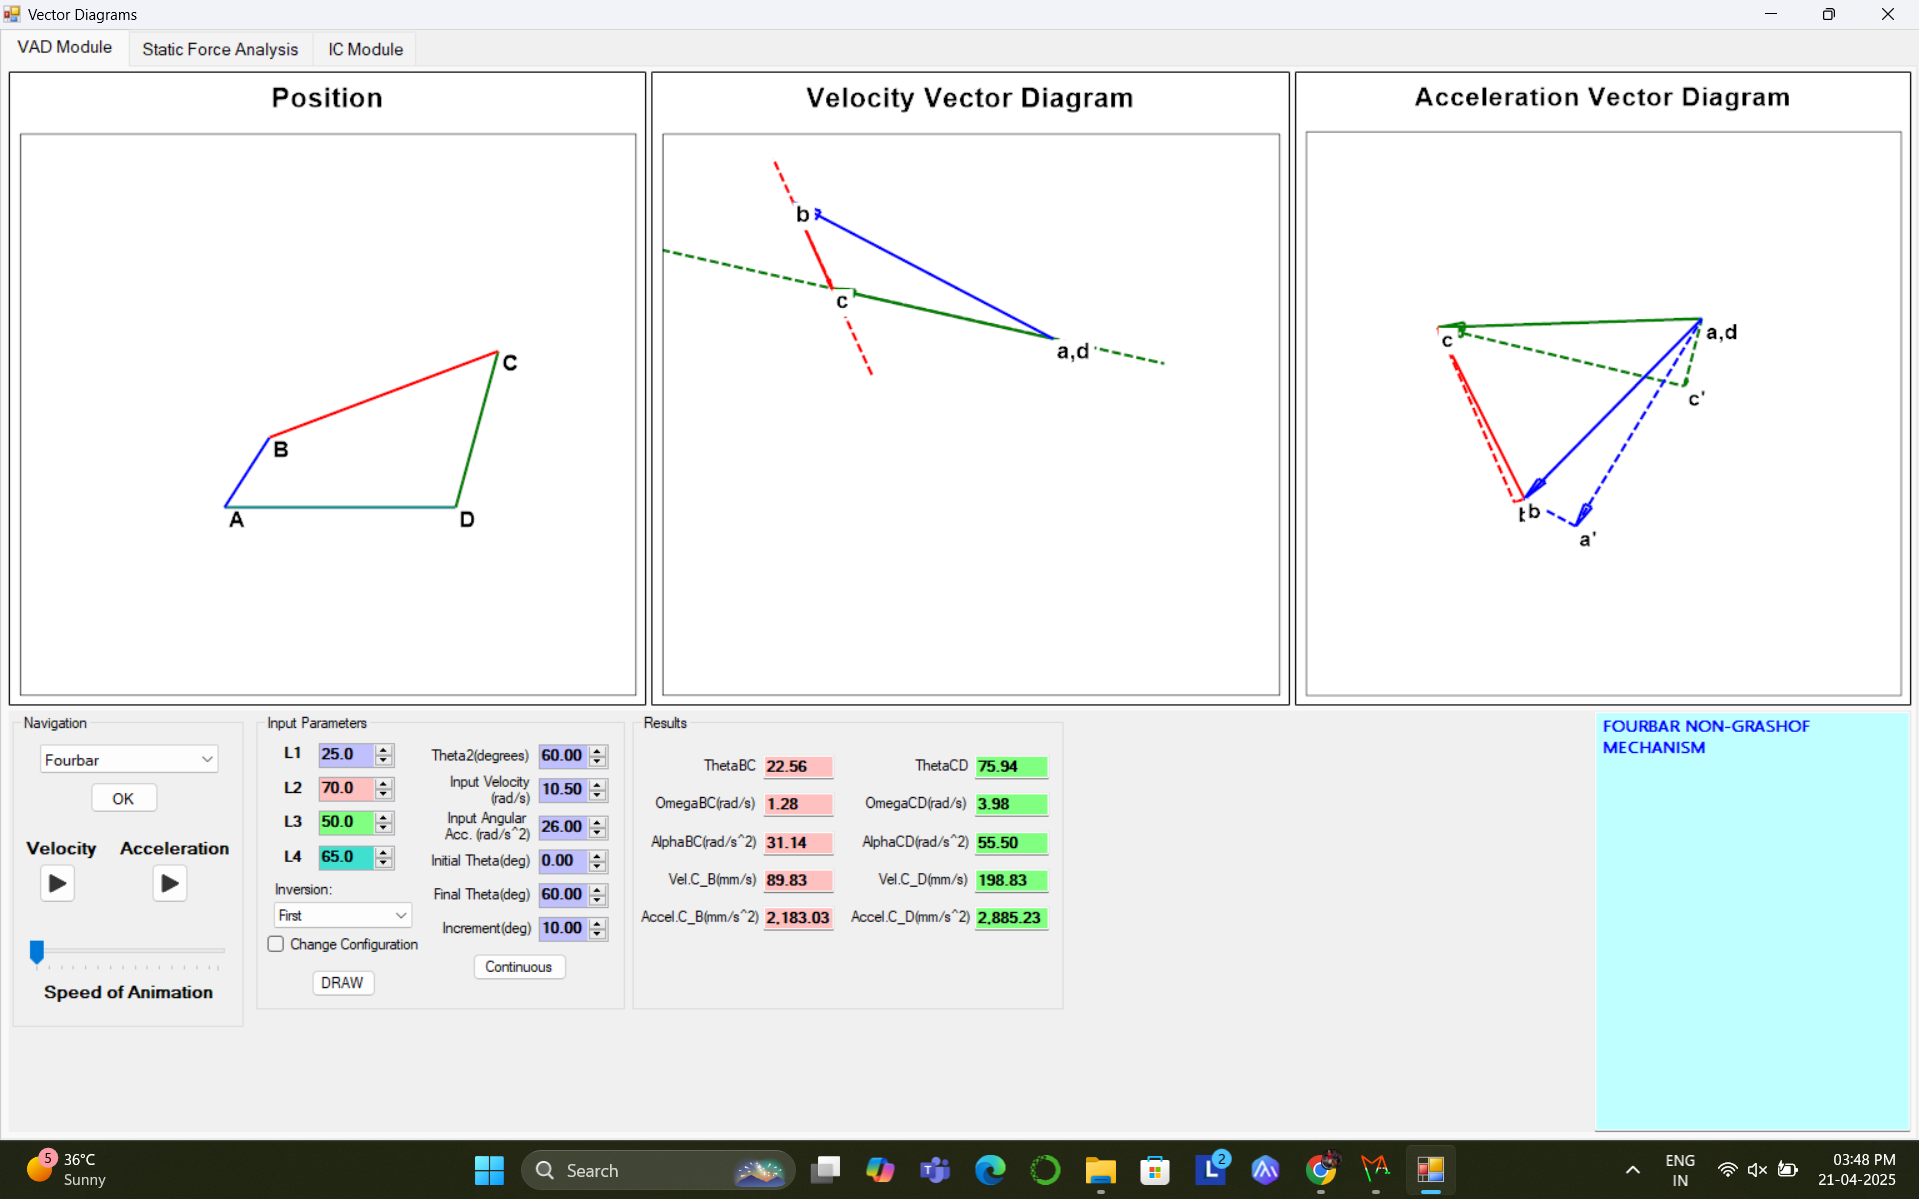 Vector Diagrams
VAD Module
Static Force Analysis
IC Module
Position
C
B
A
D
Velocity Vector Diagram
b
c
a,d
Acceleration Vector Diagram
c
a,d
c'
b
a'
Navigation
Fourbar
OK
Velocity Acceleration
Speed of Animation
Input Parameters
L1 25.0
L2 70.0
L3 50.0
L4 65.0
Inversion:
First
Change Configuration
DRAW
Theta2(degrees) 60.00
Input Velocity
(rad/s) 10.50
Input Angular
Acc. (rad/s^2) 26.00
Initial Theta(deg) 0.00
Final Theta(deg) 60.00
Increment(deg) 10.00
Continuous
Results
ThetaBC 22.56 ThetaCD 75.94
OmegaBC(rad/s) 1.28 OmegaCD(rad/s) 3.98
AlphaBC(rad/s^2) 31.14 AlphaCD(rad/s^2) 55.50
Vel.C_B(mm/s) 89.83 Vel.C_D(mm/s) 198.83
Accel.C_B(mm/s^2) 2,183.03 Accel.C_D(mm/s^2) 2,885.23
FOURBAR NON-GRASHOF
MECHANISM
5
36°C
Sunny
Search
L
2
ENG
IN
03:48 PM
21-04-2025